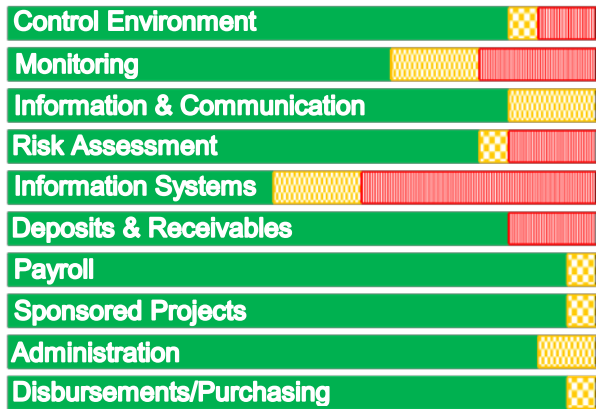 Control Environment
Monitoring
Information & Communication
Risk Assessment
Information Systems
Deposits & Receivables
Payroll
Sponsored Projects
Administration
Disbursements/Purchasing